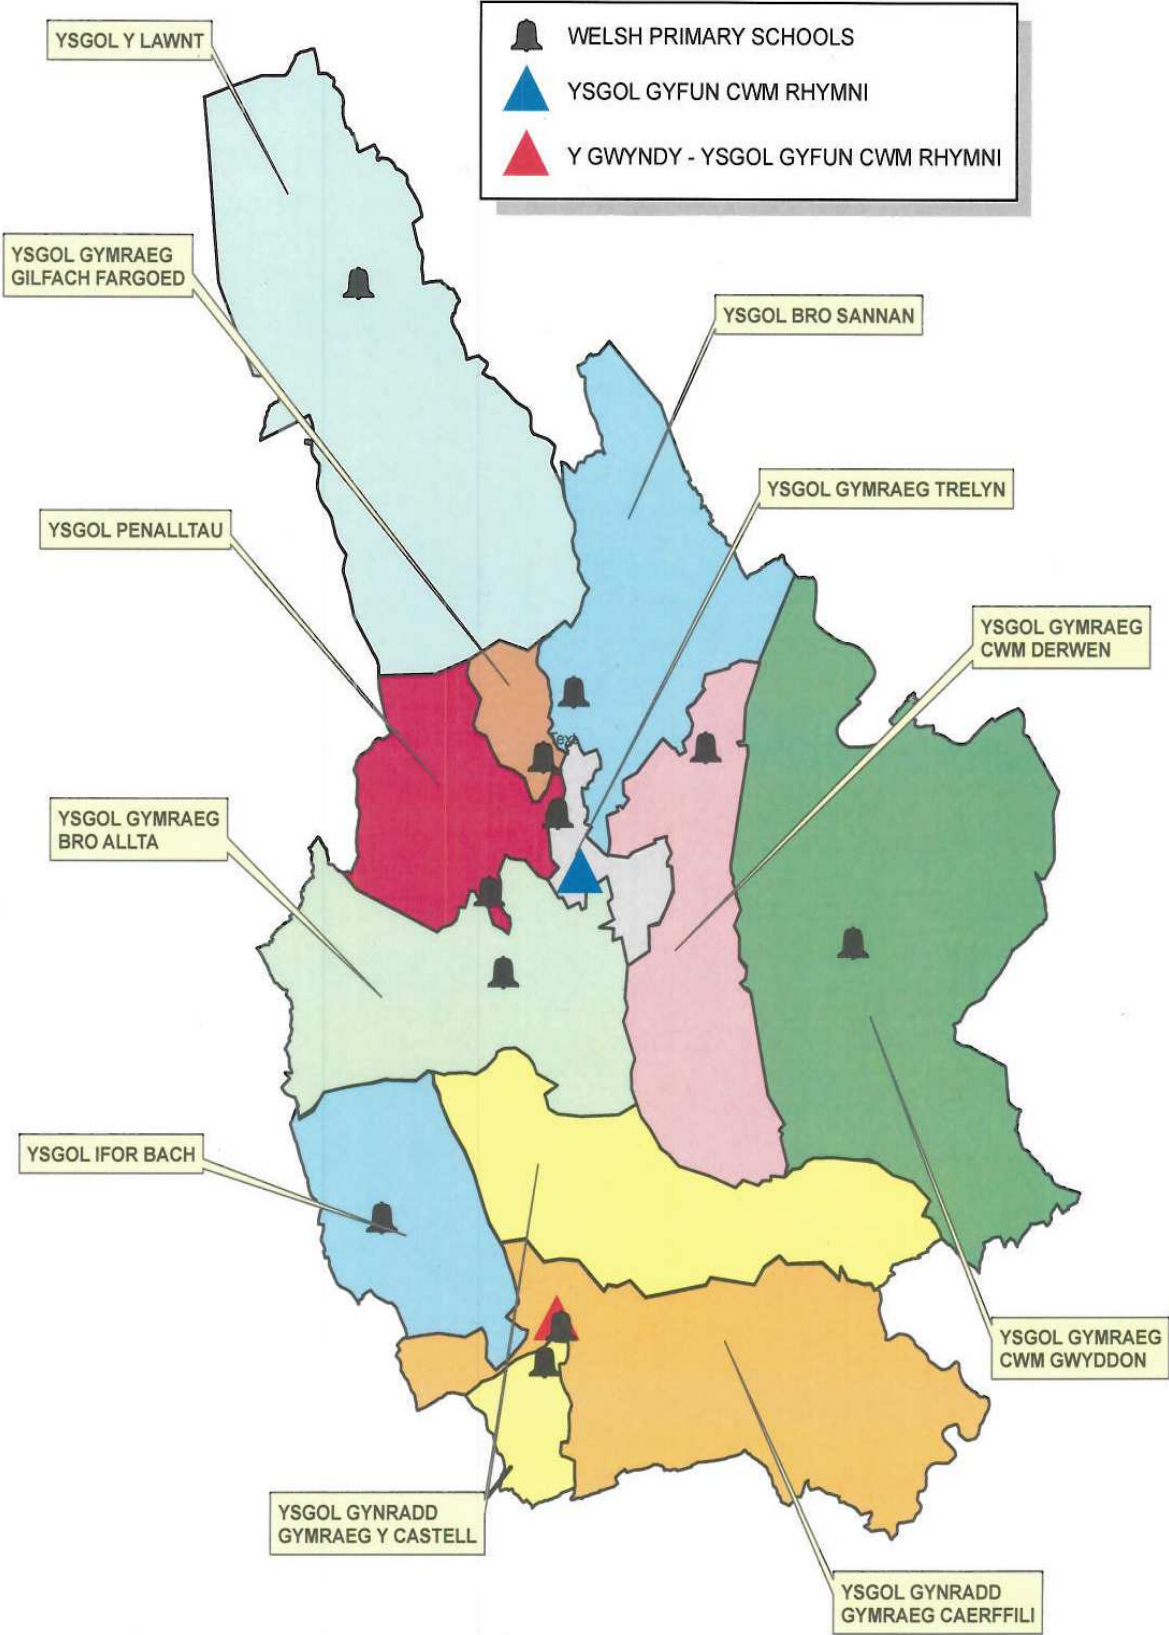 WELSH PRIMARY SCHOOLS
YSGOL GYFUN CWM RHYMNI
Y GWYNDY - YSGOL GYFUN CWM RHYMNI
YSGOL Y LAWNT
YSGOL GYMRAEG
GILFACH FARGOED
YSGOL BRO SANNAN
YSGOL GYMRAEG TRELYN
YSGOL PENALLTAU
YSGOL GYMRAEG
CWM DERWEN
YSGOL GYMRAEG
BRO ALLTA
YSGOL IFOR BACH
YSGOL GYMRAEG
CWM GWYDDON
YSGOL GYNRADD
GYMRAEG Y CASTELL
YSGOL GYNRADD
GYMRAEG CAERFFILI